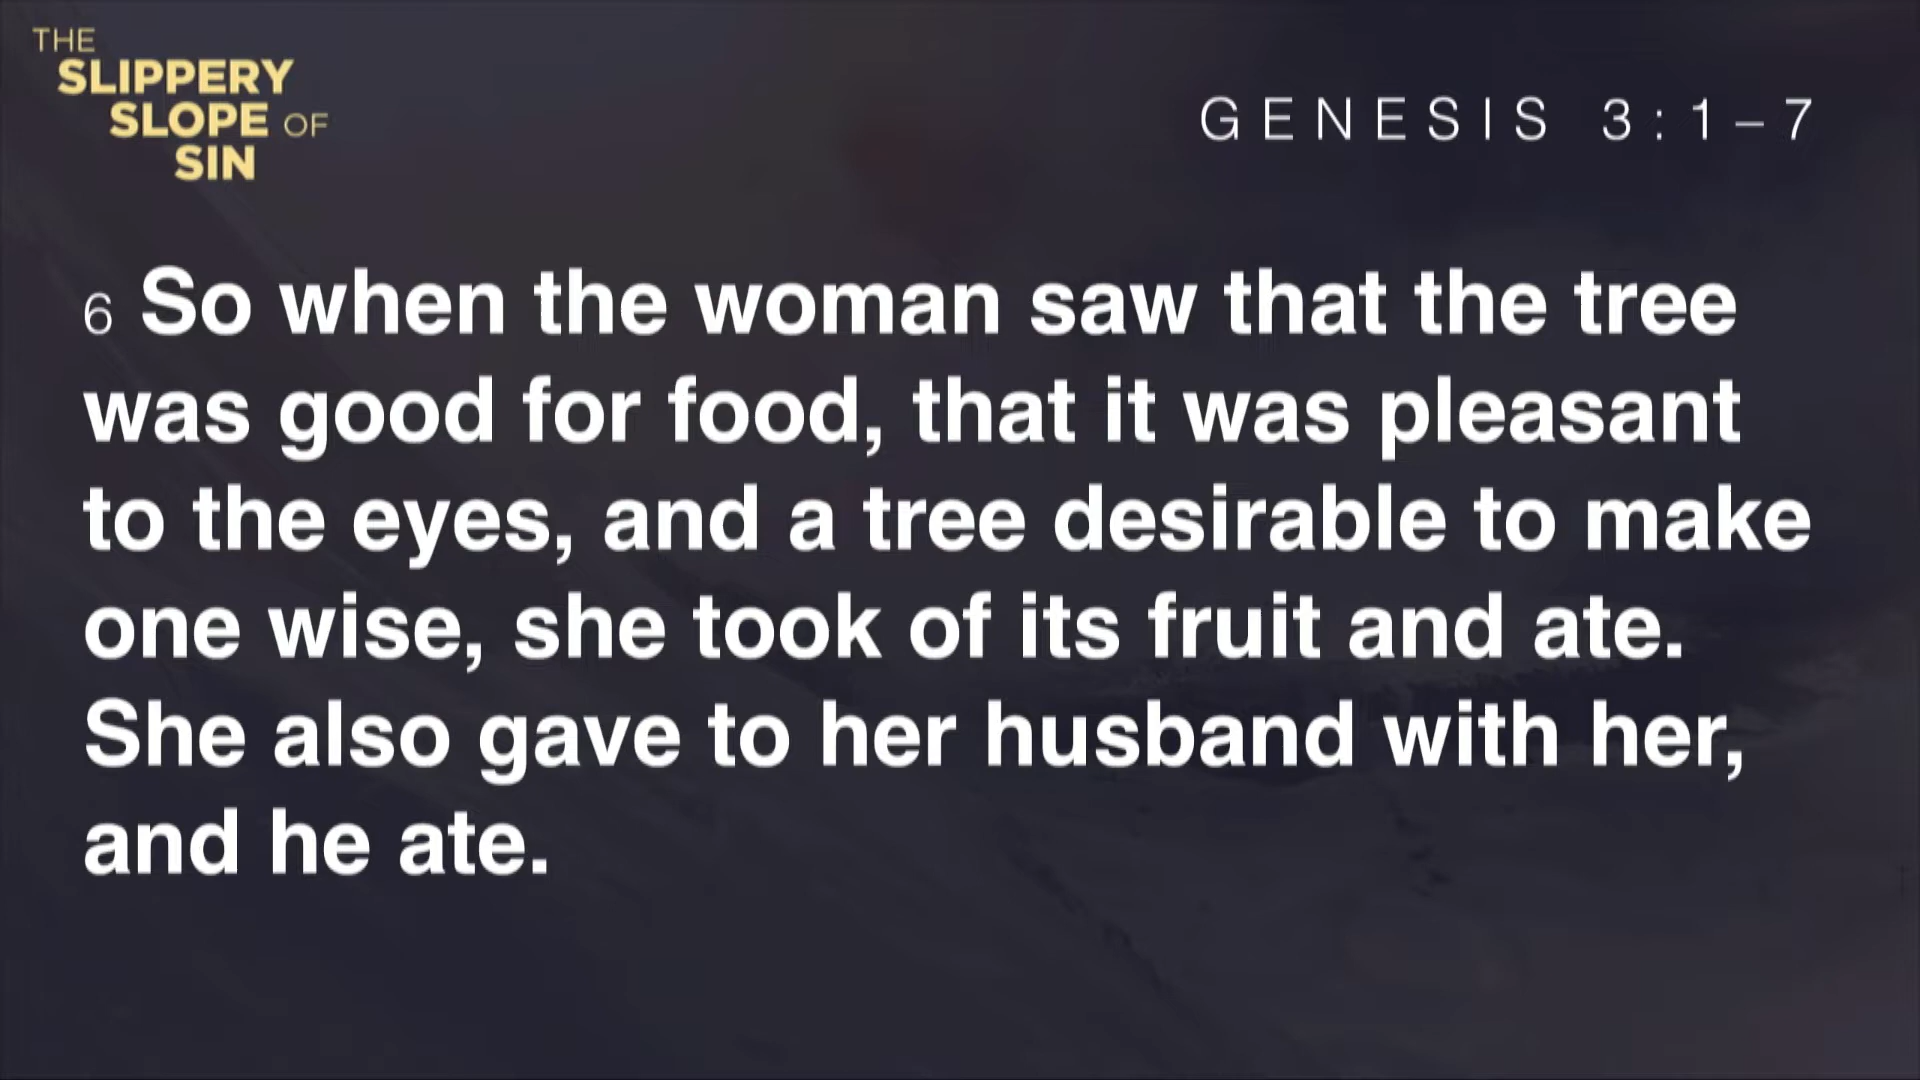 THE
SLIPPERY
SLOPE OF
SIN
GENESIS 3:1–7
6 So when the woman saw that the tree
was good for food, that it was pleasant
to the eyes, and a tree desirable to make
one wise, she took of its fruit and ate.
She also gave to her husband with her,
and he ate.